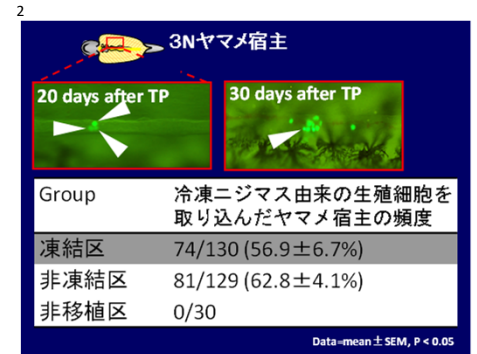 2
3Nヤマメ宿主
20 days after TP
30 days after TP
Group
冷凍ニジマス由来の生殖細胞を
取り込んだヤマメ宿主の頻度
凍結区
74/130 (56.9±6.7%)
非凍結区
81/129 (62.8±4.1%)
非移植区
0/30
Data=mean±SEM, P < 0.05